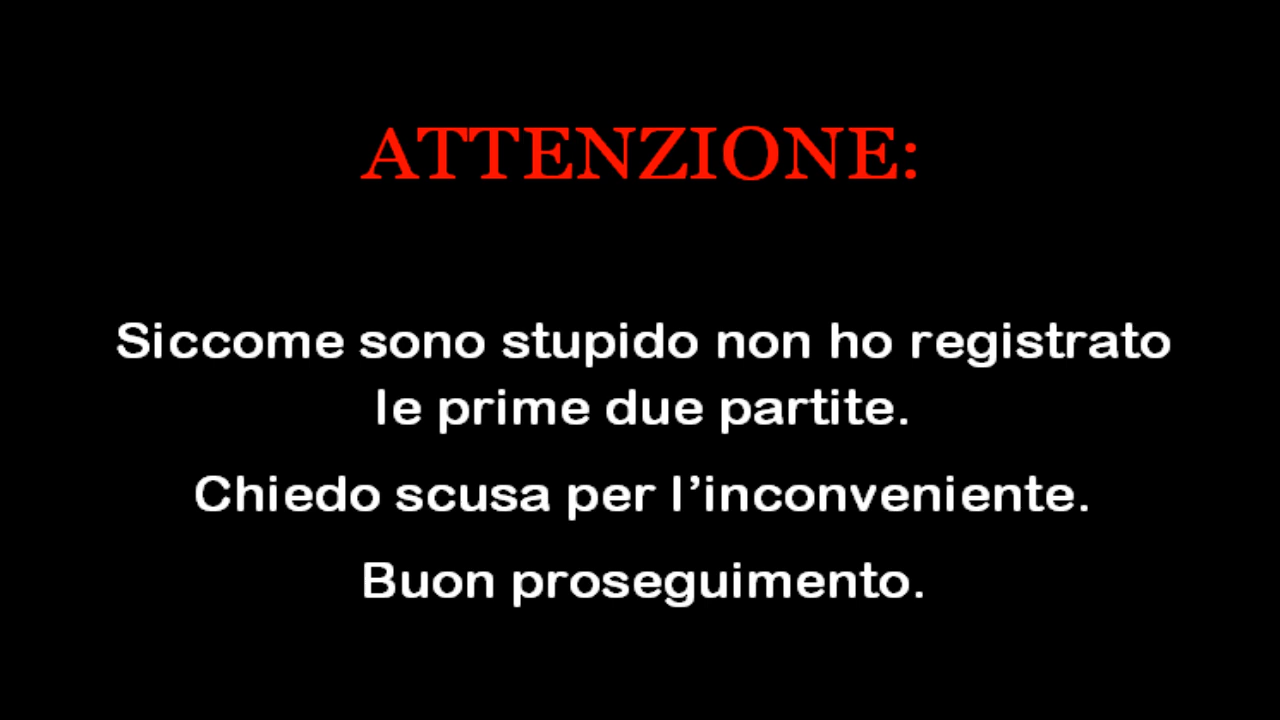 ATTENZIONE:
Siccome sono stupido non ho registrato
le prime due partite.
Chiedo scusa per l’inconveniente.
Buon proseguimento.